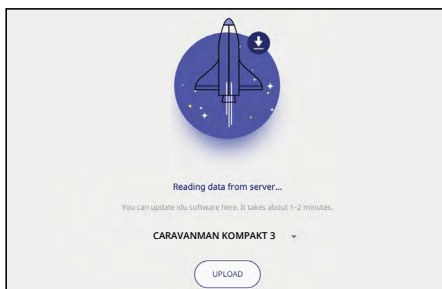 Reading data from server...
You can update idu software here. It takes about 1-2 minutes.
CARAVANMAN KOMPAKT 3
UPLOAD